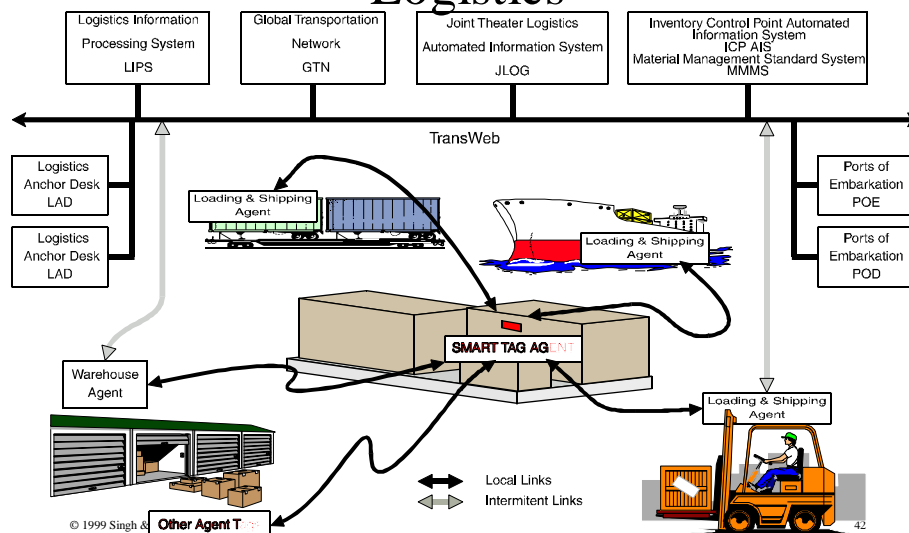 Logistics
Logistics Information
Processing System
LIPS
Global Transportation
Network
GTN
Joint Theater Logistics
Automated Information System
JLOG
Inventory Control Point Automated
Information System
ICP AIS
Material Management Standard System
MMMS
TransWeb
Logistics
Anchor Desk
LAD
Logistics
Anchor Desk
LAD
Ports of
Embarkation
POE
Ports of
Embarkation
POD
Loading & Shipping
Agent
Loading & Shipping
Agent
SMART TAG AGENT
Warehouse
Agent
Loading & Shipping
Agent
Local Links
Intermitent Links
© 1999 Singh &
Other Agent
42